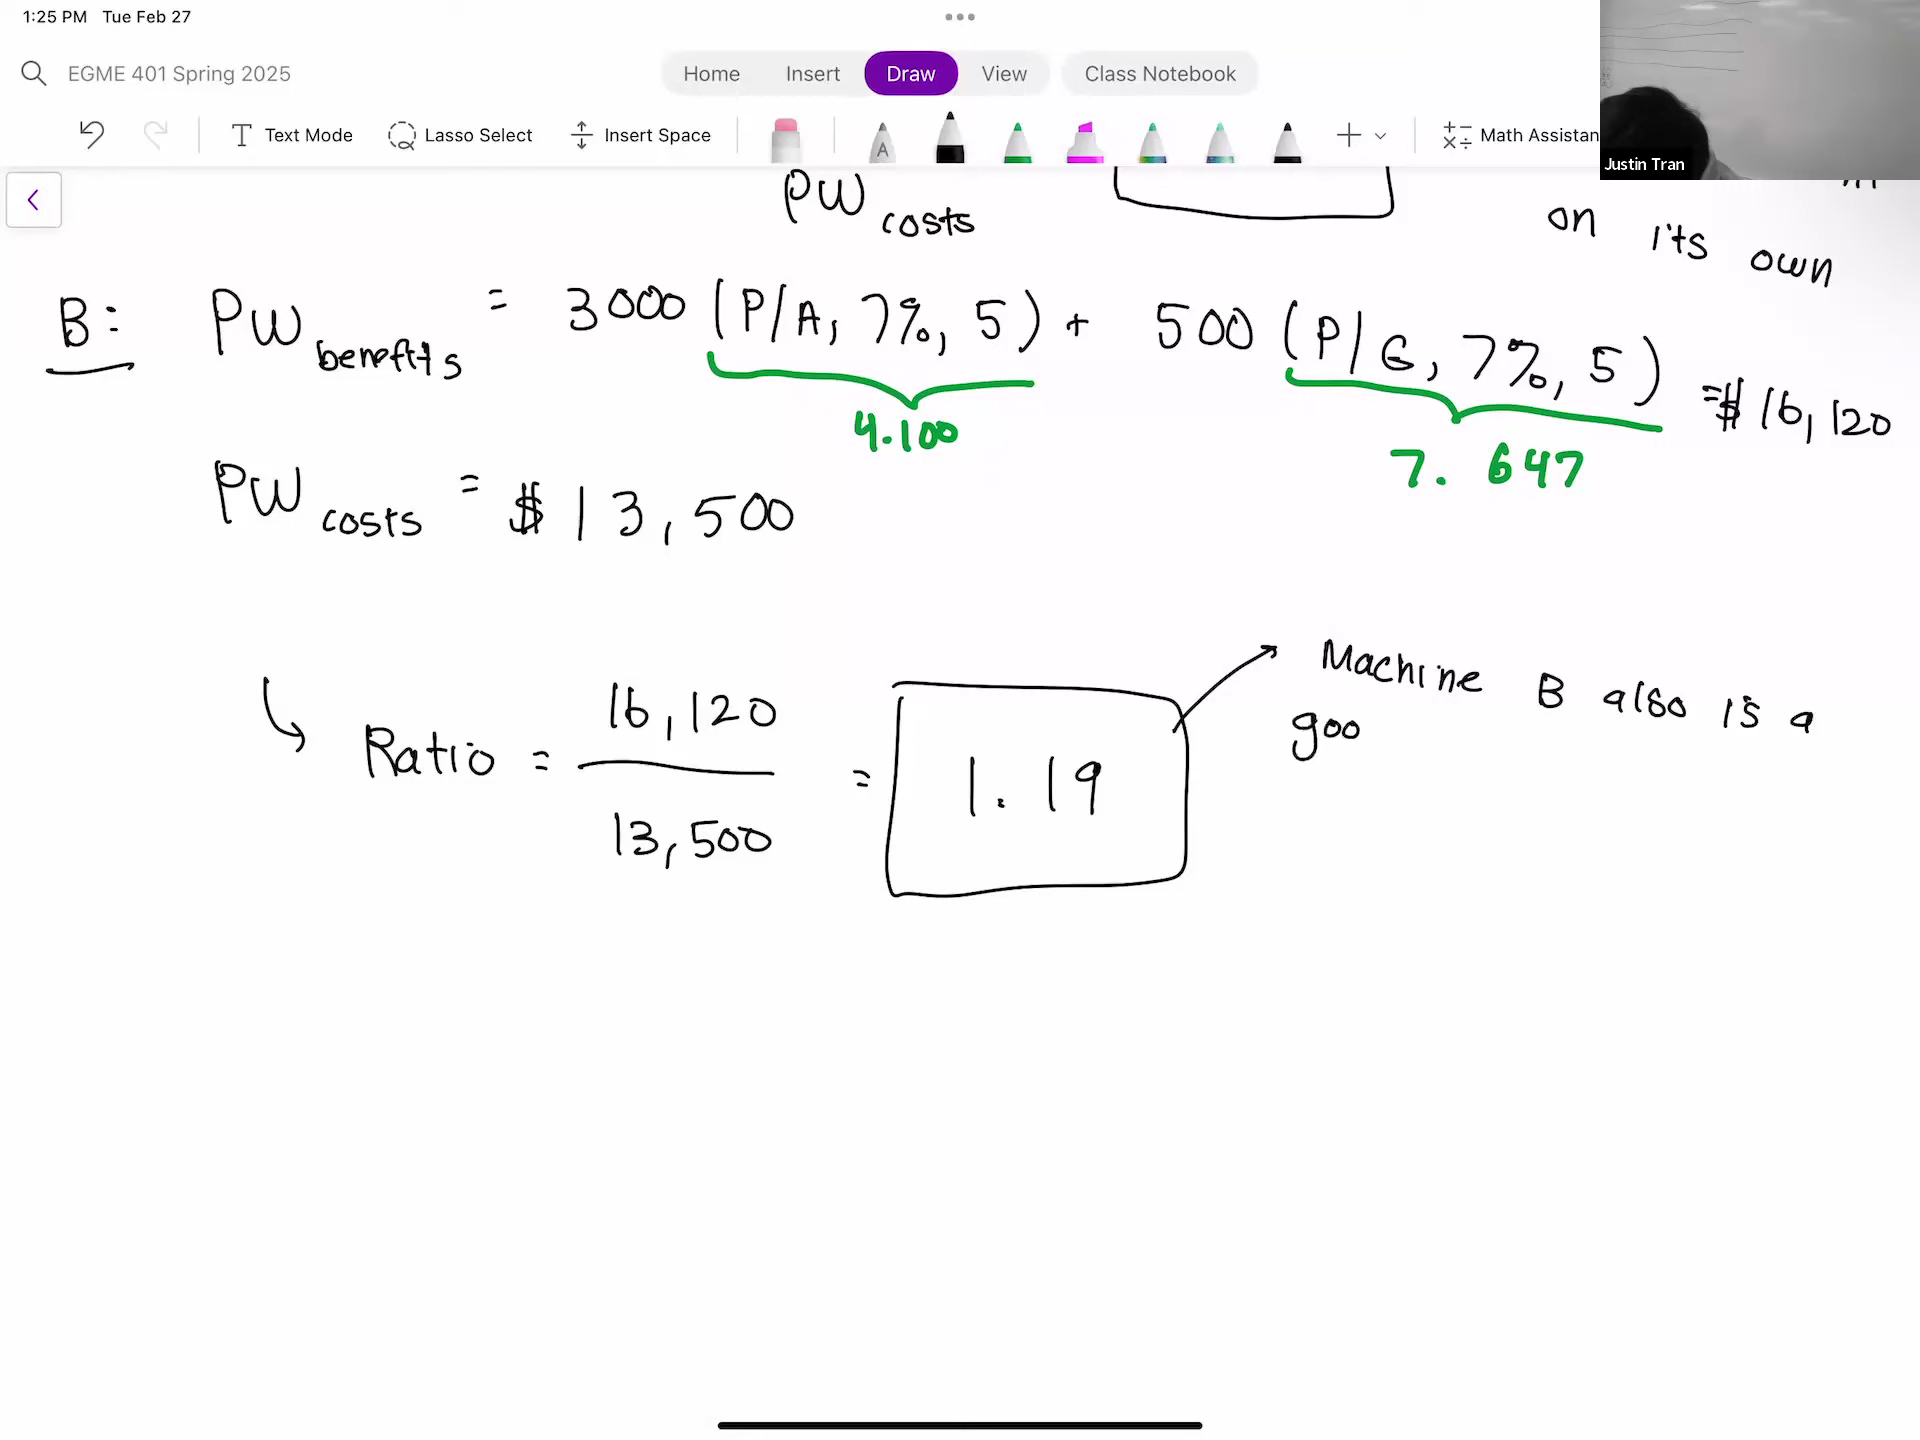 1:25 PM Tue Feb 27
EGME 401 Spring 2025
Home Insert Draw View Class Notebook
Text Mode Lasso Select Insert Space A Math Assistan
Justin Tran
PW costs
on its own
B: PW benefits = 3000 (P/A, 7%, 5) + 500 (P/G, 7%, 5) = $16,120
4.100
7.647
PW costs = $13,500
Ratio = 16,120 / 13,500 = 1.19
Machine B also is a
goo